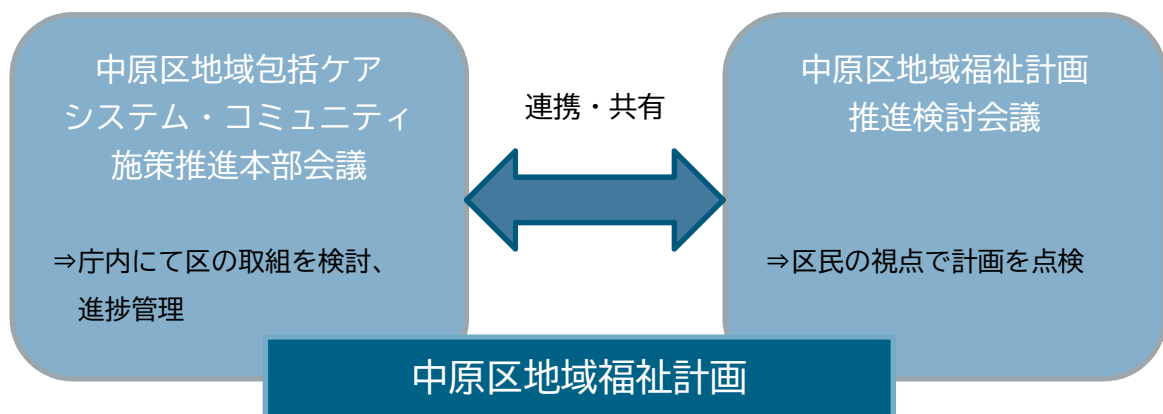 中原区地域包括ケア
システム・コミュニティ
施策推進本部会議
⇒庁内にて区の取組を検討、
進捗管理
連携・共有
中原区地域福祉計画
推進検討会議
⇒区民の視点で計画を点検
中原区地域福祉計画